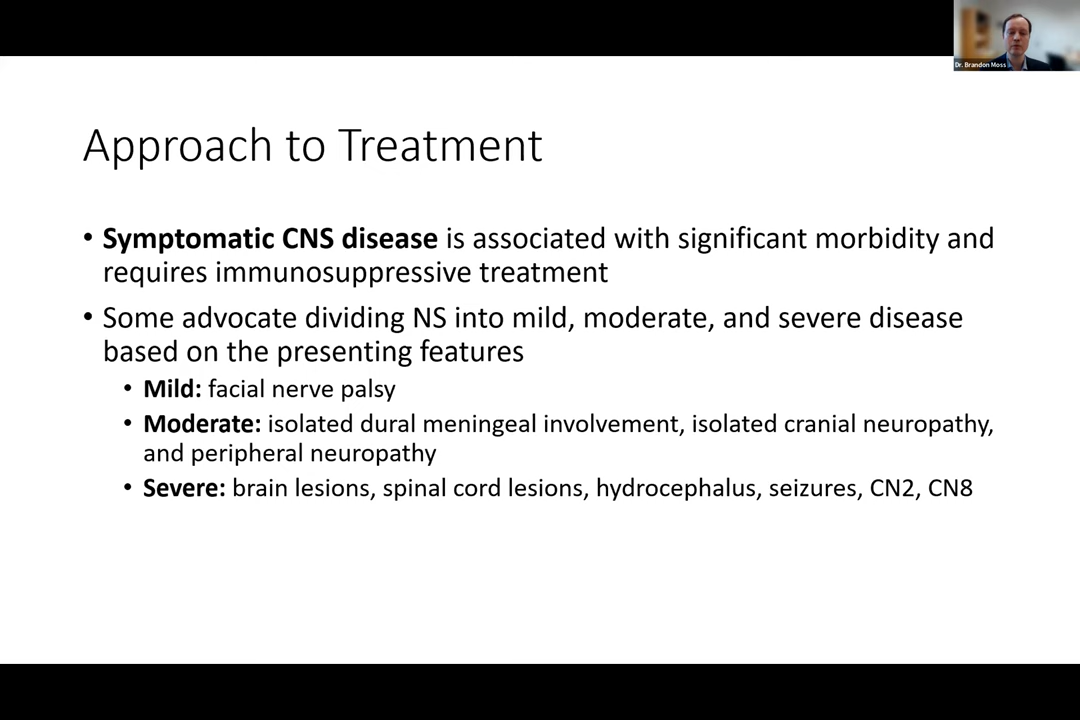 Dr. Brandon Moss
Approach to Treatment
• Symptomatic CNS disease is associated with significant morbidity and
requires immunosuppressive treatment
• Some advocate dividing NS into mild, moderate, and severe disease
based on the presenting features
• Mild: facial nerve palsy
• Moderate: isolated dural meningeal involvement, isolated cranial neuropathy,
and peripheral neuropathy
• Severe: brain lesions, spinal cord lesions, hydrocephalus, seizures, CN2, CN8